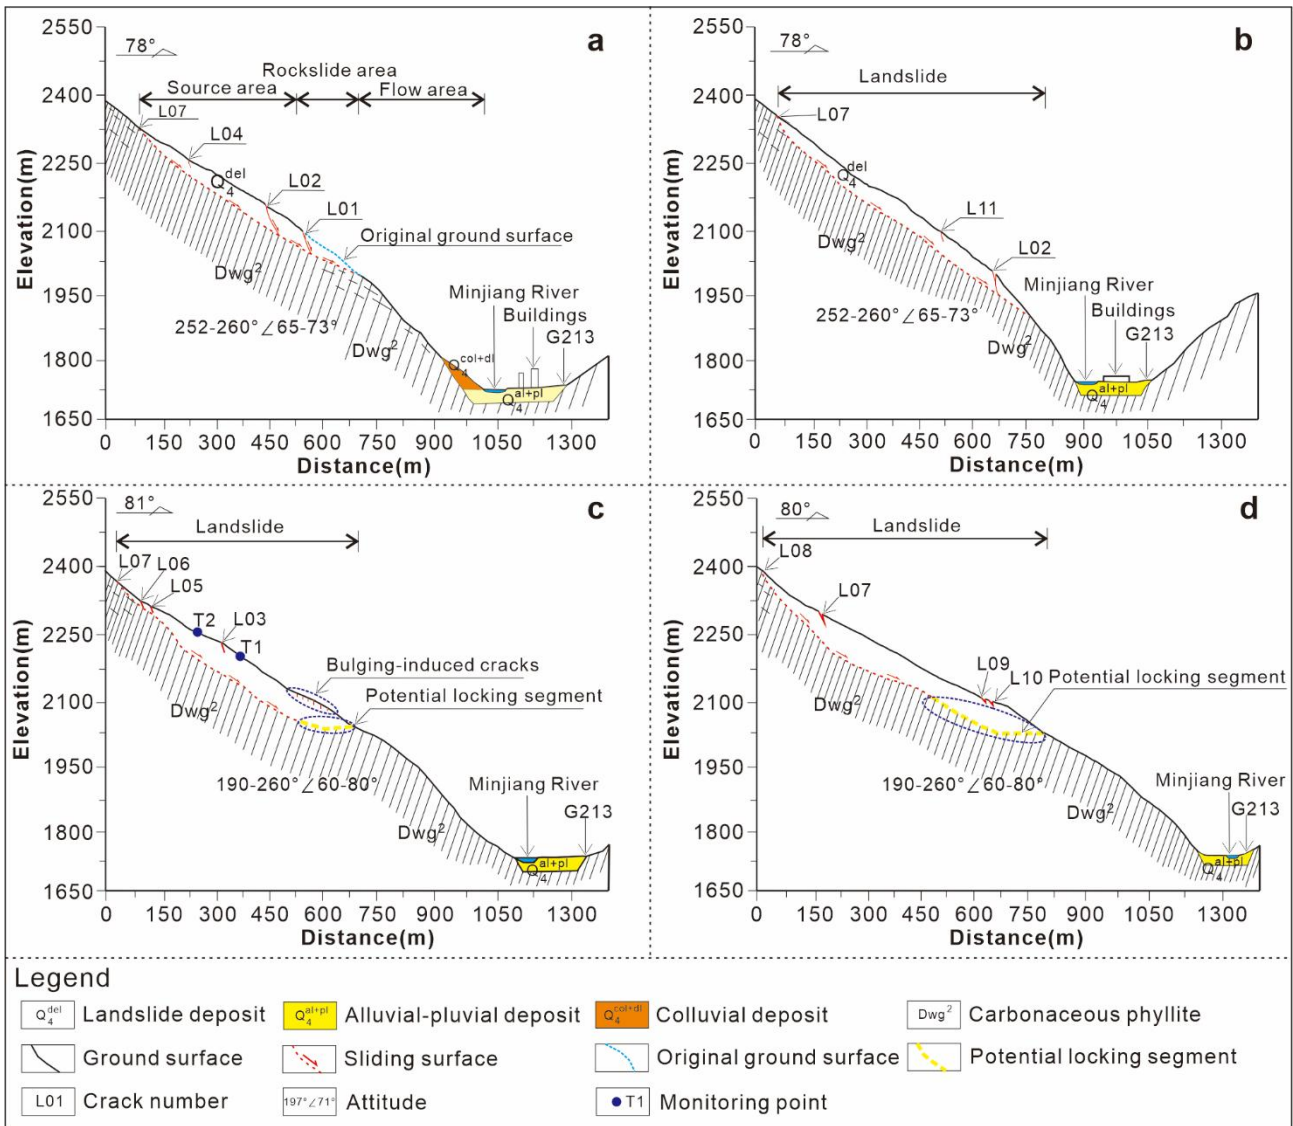 a
78°
Rockslide area
Source area
Flow area
L07
L04
Q₄ᵈᵉˡ
L02
L01
Original ground surface
Dwg²
252-260°∠65-73°
Dwg²
Minjiang River
Buildings
G213
Q₄ᶜᵒˡ⁺ᵈˡ
Q₄ᵃˡ⁺ᵖˡ
2550
2400
2250
2100
1950
1800
1650
Elevation(m)
0 150 300 450 600 750 900 1050 1300
Distance(m)
b
78°
Landslide
L07
Q₄ᵈᵉˡ
L11
L02
Dwg²
252-260°∠65-73°
Dwg²
Minjiang River
Buildings
G213
Q₄ᵃˡ⁺ᵖˡ
2550
2400
2250
2100
1950
1800
1650
Elevation(m)
0 150 300 450 600 750 900 1050 1300
Distance(m)
c
81°
Landslide
L07
L06
L05
T2
L03
T1
Bulging-induced cracks
Potential locking segment
Dwg²
190-260°∠60-80°
Dwg²
Minjiang River
G213
Q₄ᵃˡ⁺ᵖˡ
2550
2400
2250
2100
1950
1800
1650
Elevation(m)
0 150 300 450 600 750 900 1050 1300
Distance(m)
d
80°
Landslide
L08
L07
L09
L10 Potential locking segment
Dwg²
190-260°∠60-80°
Dwg²
Minjiang River
G213
Q₄ᵃˡ⁺ᵖˡ
2550
2400
2250
2100
1950
1800
1650
Elevation(m)
0 150 300 450 600 750 900 1050 1300
Distance(m)
Legend
Q₄ᵈᵉˡ Landslide deposit
Q₄ᵃˡ⁺ᵖˡ Alluvial-pluvial deposit
Q₄ᶜᵒˡ⁺ᵈˡ Colluvial deposit
Dwg² Carbonaceous phyllite
Ground surface
Sliding surface
Original ground surface
Potential locking segment
L01 Crack number
197°∠71° Attitude
T1 Monitoring point